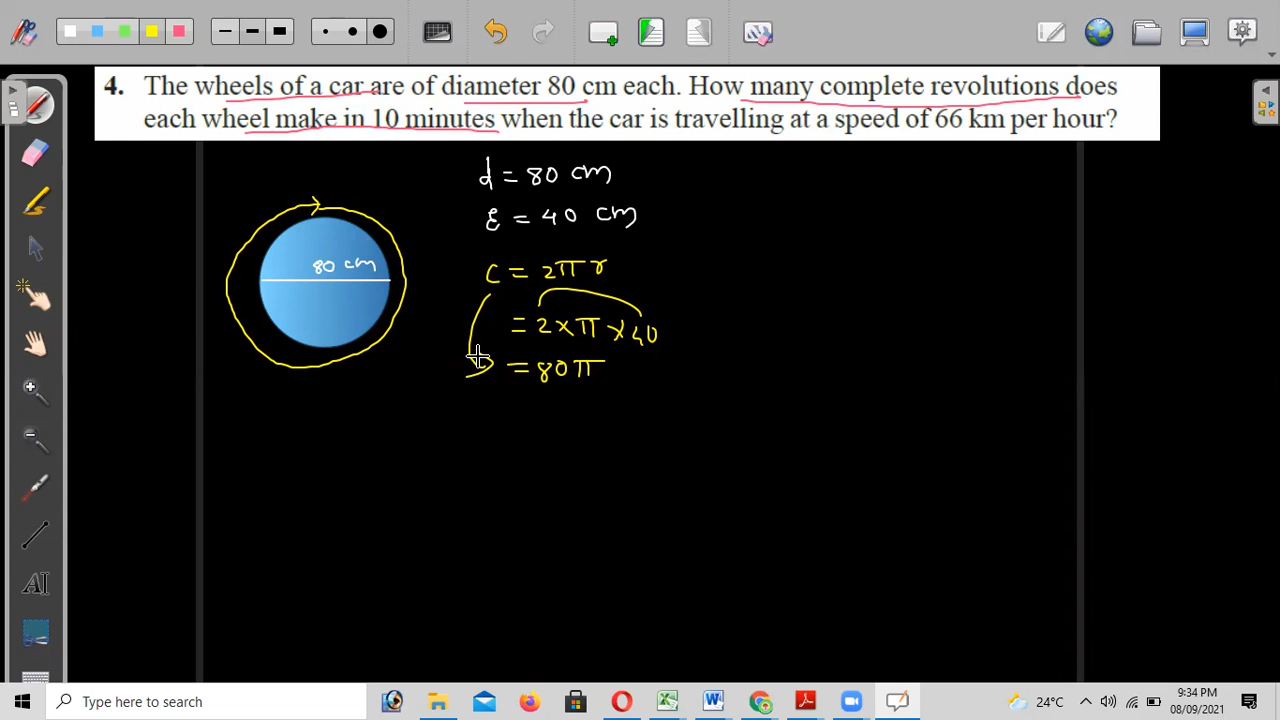 4. The wheels of a car are of diameter 80 cm each. How many complete revolutions does
each wheel make in 10 minutes when the car is travelling at a speed of 66 km per hour?
d = 80 cm
r = 40 cm
80 cm
C = 2πr
= 2×π×40
= 80π
AI
Type here to search
24°C
9:34 PM
08/09/2021